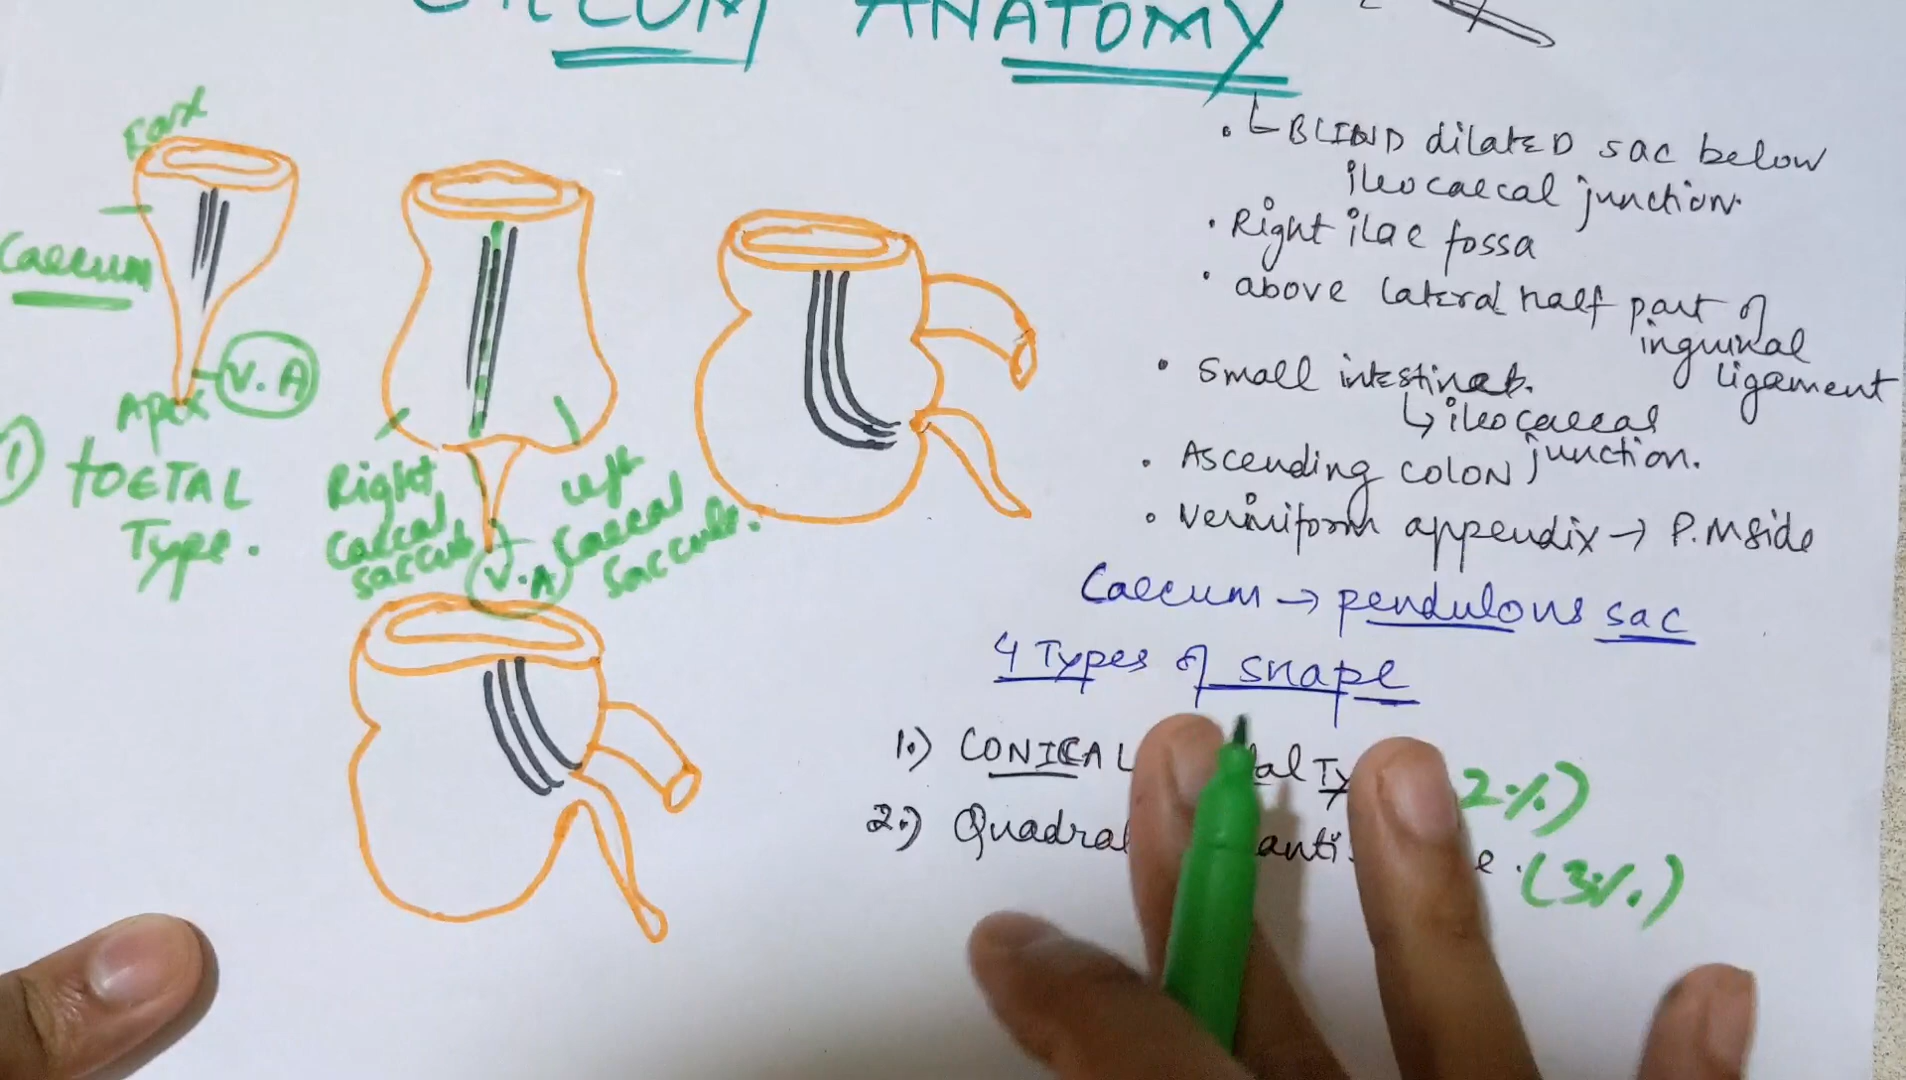 CAECUM ANATOMY
Caecum
V.A
Apex
1 FOETAL
Type.
Right
Caecal
saccule
Left
Caecal
Saccule.
V.A
. BLIND dilateD sac below
ileocaecal junction.
. Right iliac fossa
. above lateral half part of
inguinal
ligament
. Small intestine
↳ ileocaecal
junction.
. Ascending COLON
. Vermiform appendix → P.M side
Caecum → pendulous sac
4 Types of shape
1.) CONICAL
(2%)
2.)
(3%.)